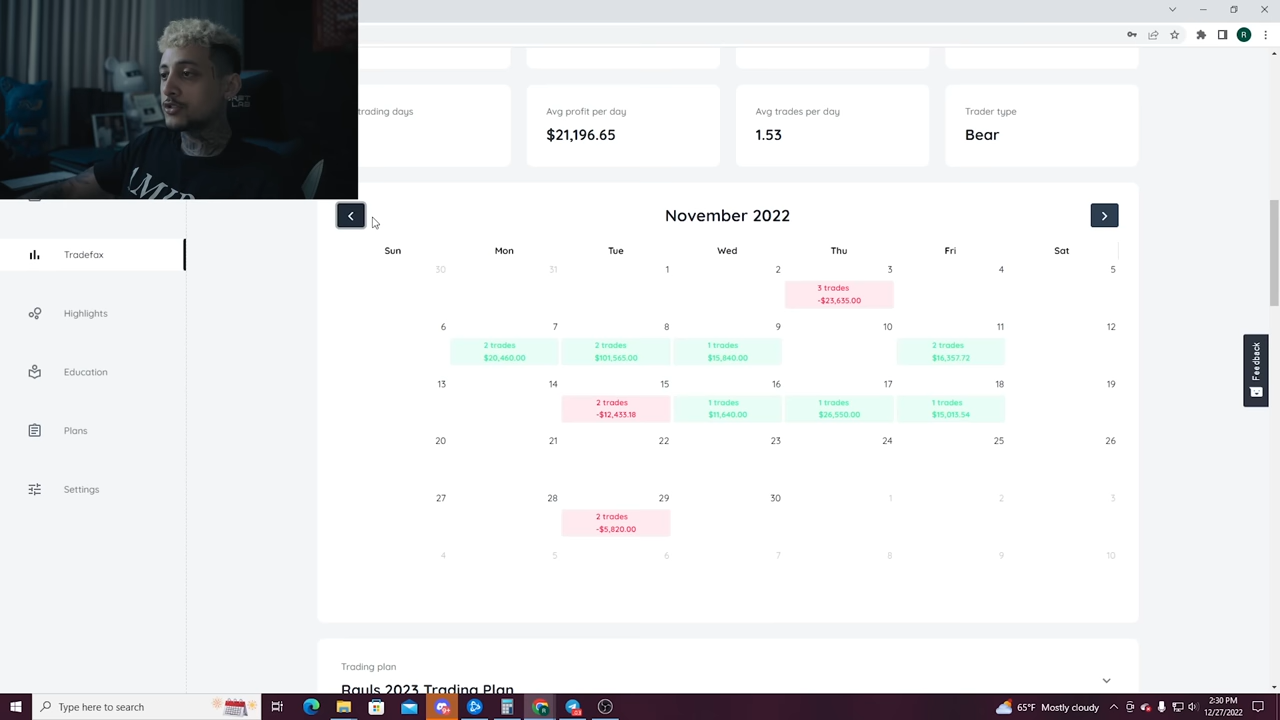 trading days
Avg profit per day
Avg trades per day
Trader type
$21,196.65
1.53
Bear
November 2022
Sun Mon Tue Wed Thu Fri Sat
30 31 1 2 3 4 5
3 trades
-$23,635.00
6 7 8 9 10 11 12
2 trades 2 trades 1 trades 2 trades
$20,460.00 $101,565.00 $15,840.00 $16,357.72
13 14 15 16 17 18 19
2 trades 1 trades 1 trades 1 trades
-$12,433.18 $11,640.00 $26,550.00 $15,013.54
20 21 22 23 24 25 26
27 28 29 30 1 2 3
2 trades
-$5,820.00
4 5 6 7 8 9 10
Tradefax
Highlights
Education
Plans
Settings
Feedback
Trading plan
Rauls 2023 Trading Plan
Type here to search
65°F Mostly cloudy
2:30 PM
12/27/2022
R